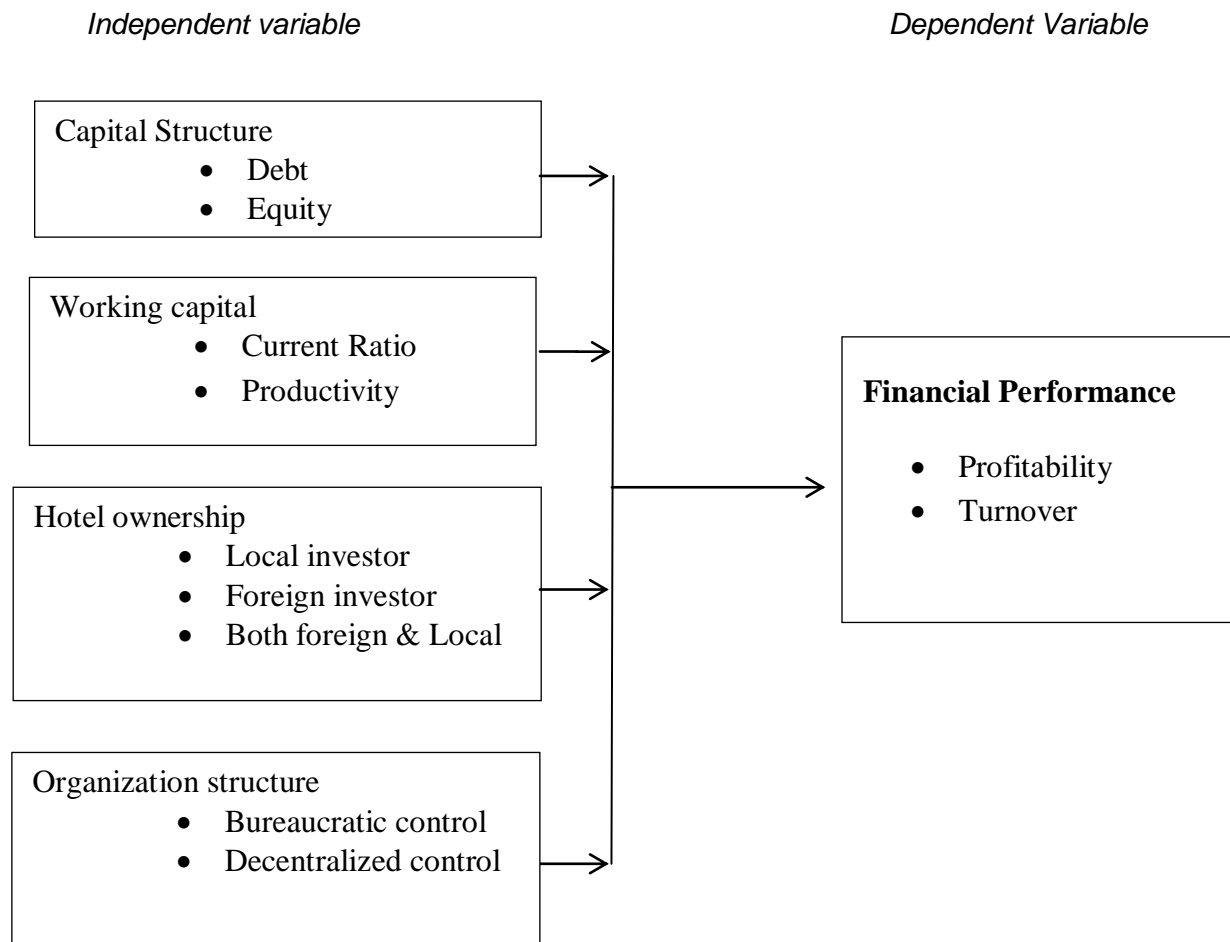 Independent variable
Dependent Variable
Capital Structure
• Debt
• Equity
Working capital
• Current Ratio
• Productivity
Hotel ownership
• Local investor
• Foreign investor
• Both foreign & Local
Organization structure
• Bureaucratic control
• Decentralized control
Financial Performance
• Profitability
• Turnover